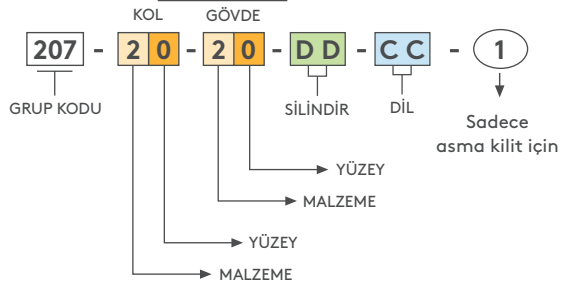 KOL GÖVDE
207 - 2 0 - 2 0 - D D - C C - 1
GRUP KODU SİLİNDİR DİL
Sadece
asma kilit için
YÜZEY
MALZEME
YÜZEY
MALZEME